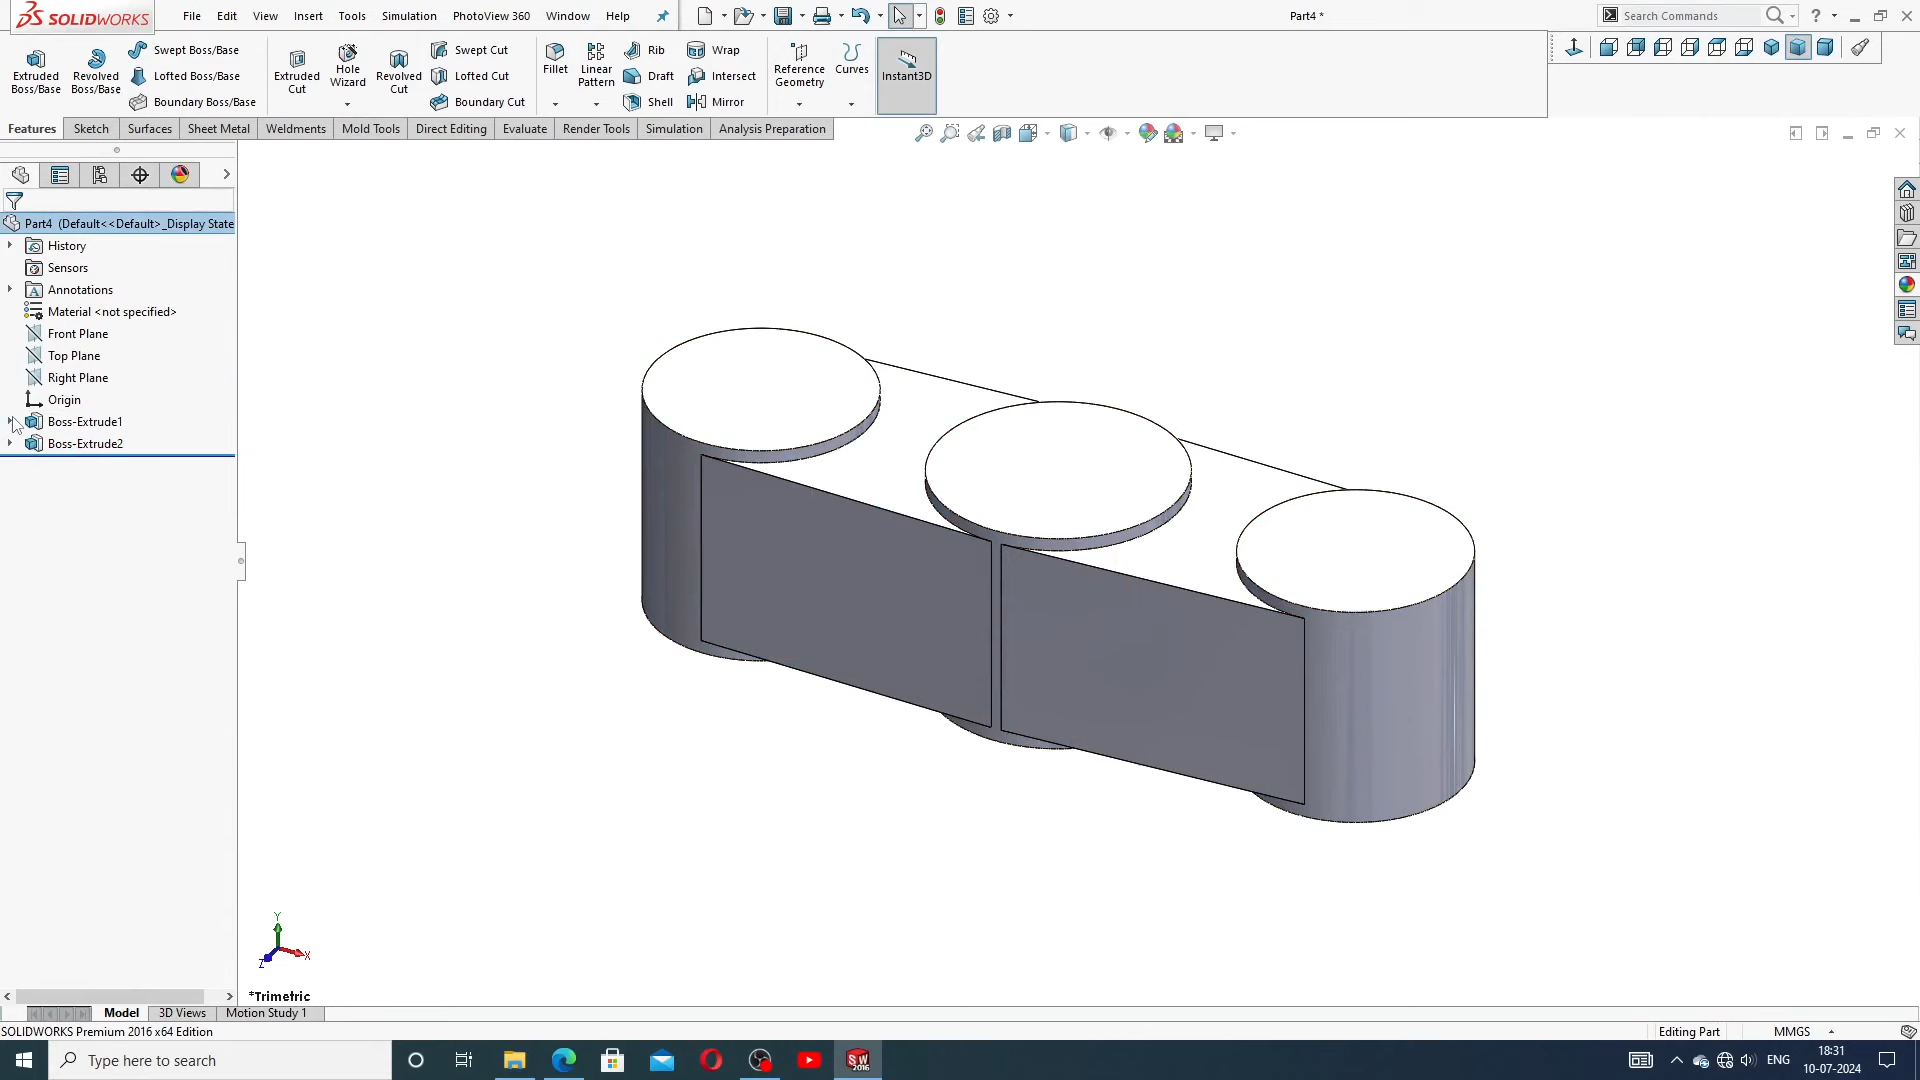 SOLIDWORKS
File Edit View Insert Tools Simulation PhotoView 360 Window Help
Part4 *
Search Commands
Extruded Boss/Base
Revolved Boss/Base
Swept Boss/Base
Lofted Boss/Base
Boundary Boss/Base
Extruded Cut
Hole Wizard
Revolved Cut
Swept Cut
Lofted Cut
Boundary Cut
Fillet
Linear Pattern
Rib
Draft
Shell
Wrap
Intersect
Mirror
Reference Geometry
Curves
Instant3D
Features Sketch Surfaces Sheet Metal Weldments Mold Tools Direct Editing Evaluate Render Tools Simulation Analysis Preparation
Part4 (Default<<Default>_Display State
History
Sensors
Annotations
Material <not specified>
Front Plane
Top Plane
Right Plane
Origin
Boss-Extrude1
Boss-Extrude2
Y
X
Z
*Trimetric
Model 3D Views Motion Study 1
SOLIDWORKS Premium 2016 x64 Edition
Editing Part
MMGS
Type here to search
SW
2016
ENG
18:31
10-07-2024